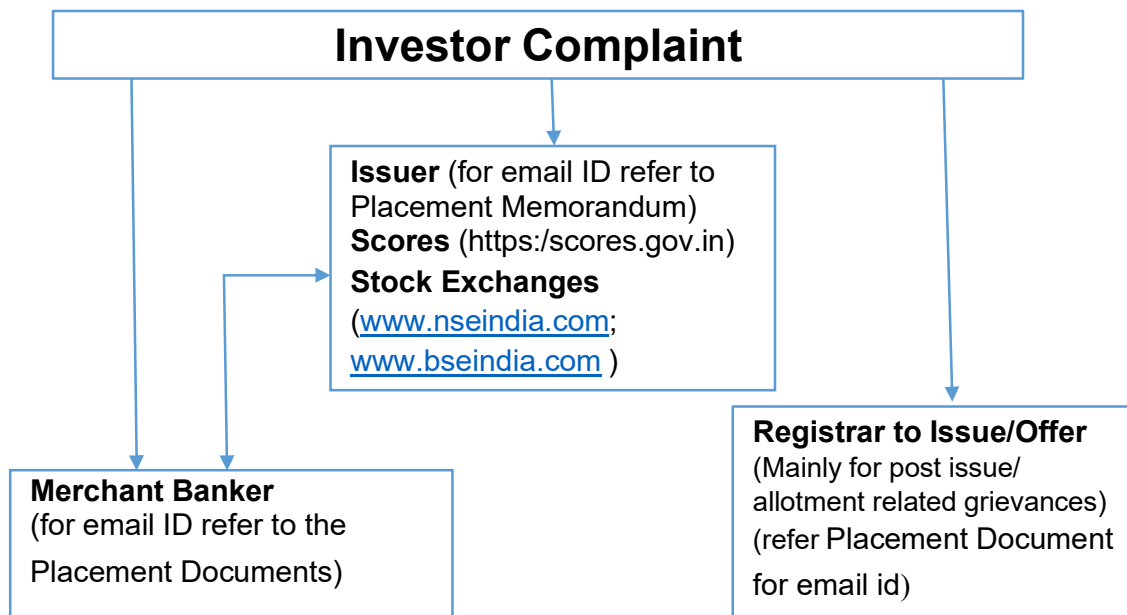 Investor Complaint
Issuer (for email ID refer to
Placement Memorandum)
Scores (https:/scores.gov.in)
Stock Exchanges
(www.nseindia.com;
www.bseindia.com )
Merchant Banker
(for email ID refer to the
Placement Documents)
Registrar to Issue/Offer
(Mainly for post issue/
allotment related grievances)
(refer Placement Document
for email id)